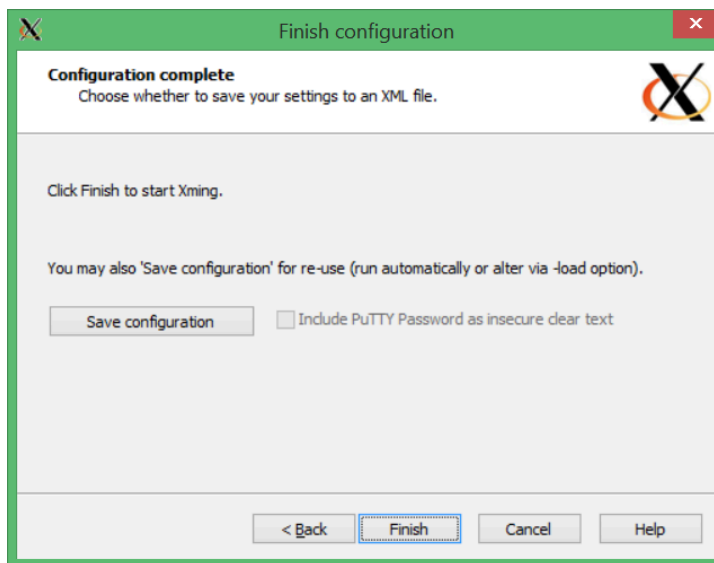 Finish configuration
Configuration complete
Choose whether to save your settings to an XML file.
Click Finish to start Xming.
You may also 'Save configuration' for re-use (run automatically or alter via -load option).
Save configuration Include PuTTY Password as insecure clear text
< Back Finish Cancel Help